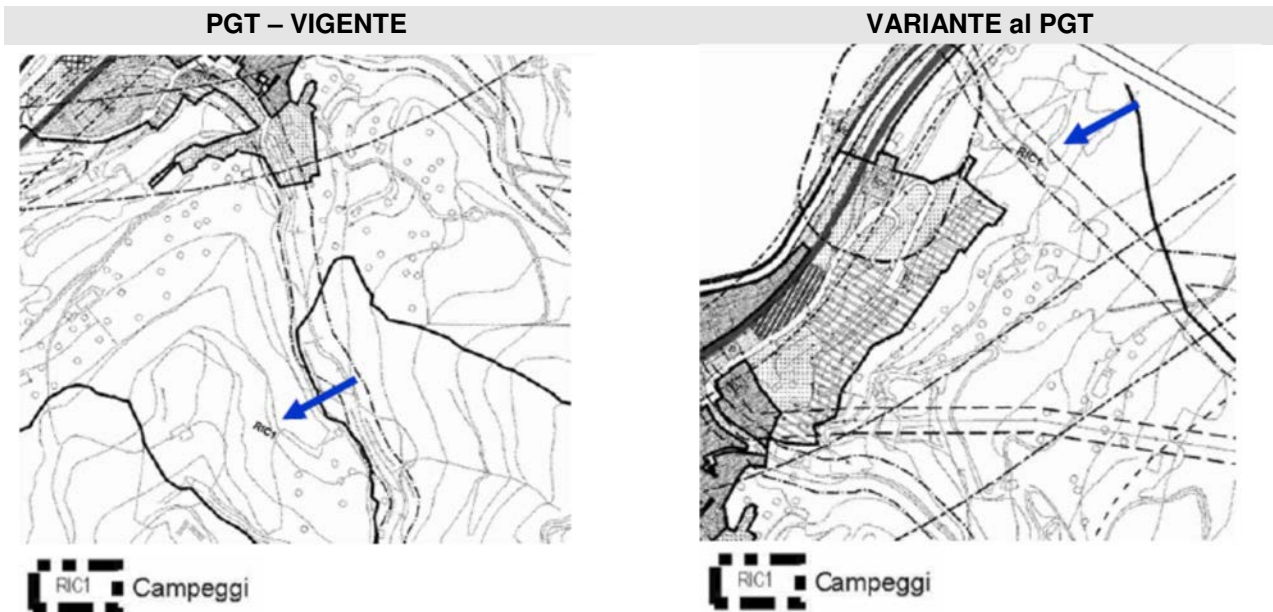 PGT – VIGENTE
VARIANTE al PGT
RIC1
RIC1
RIC1 Campeggi
RIC1 Campeggi